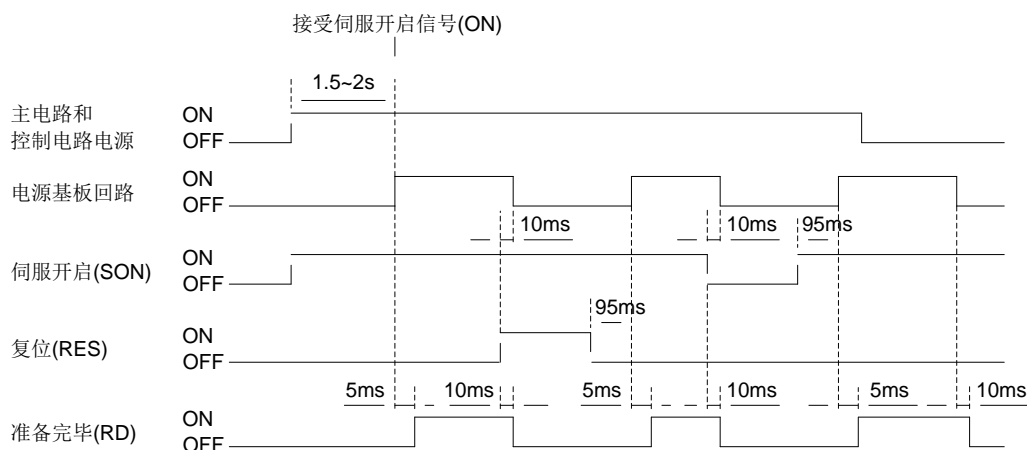 接受伺服开启信号(ON)
1.5~2s
主电路和
控制电路电源
ON
OFF
电源基板回路
ON
OFF
10ms
10ms
95ms
伺服开启(SON)
ON
OFF
95ms
复位(RES)
ON
OFF
5ms
10ms
5ms
10ms
5ms
10ms
准备完毕(RD)
ON
OFF